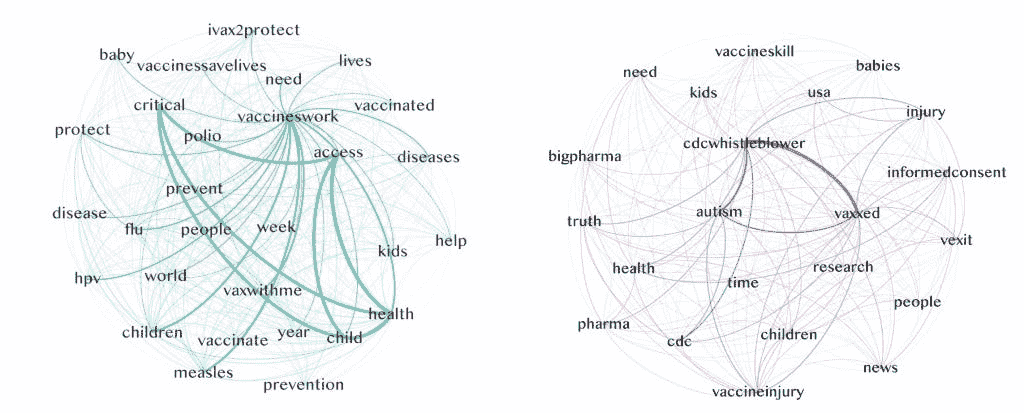 ivax2protect
baby
vaccinessavelives
lives
need
critical
vaccinated
vaccineswork
protect
polio
access
diseases
prevent
disease
flu
people
week
help
kids
hpv
world
vaxwithme
health
children
vaccinate
year
child
measles
prevention
vaccineskill
need
babies
kids
usa
injury
cdcwhistleblower
bigpharma
informedconsent
truth
autism
vaxxed
vexit
health
research
time
people
pharma
cdc
children
news
vaccineinjury